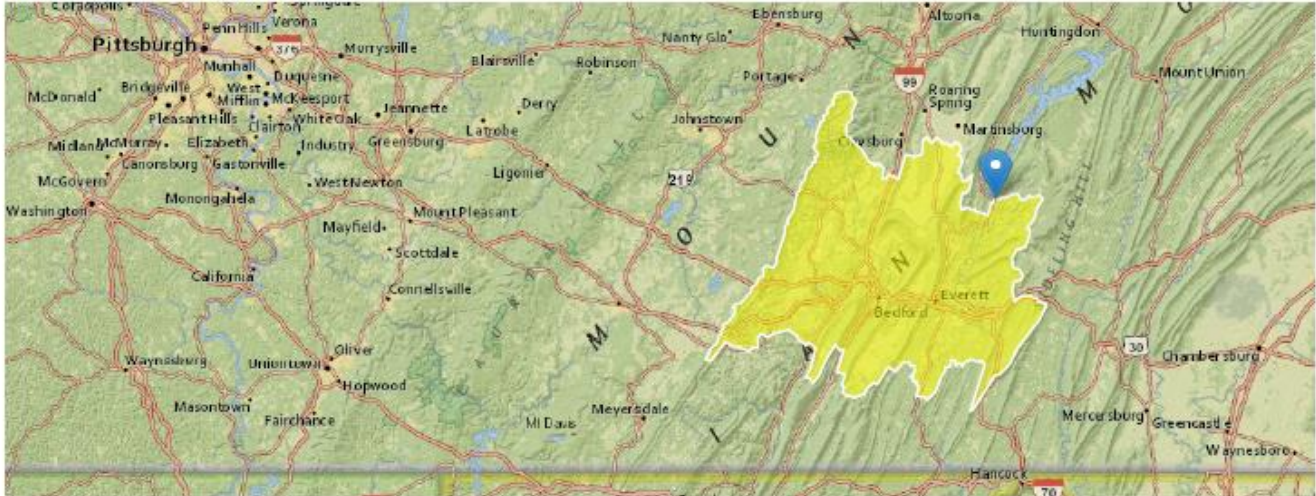 Coraopolis
Verona
Penn Hills
Pittsburgh
376
Murrysville
Munhall
Duquesne
West
Mifflin
McKeesport
Bridgeville
McDonald
Pleasant Hills
White Oak
Clairton
Jeannette
Greensburg
Midland
McMurray
Elizabeth
Industry
Canonsburg
Gastonville
McGovern
Monongahela
West Newton
Washington
Mayfield
Mount Pleasant
Scottdale
California
Connellsville
Waynesburg
Uniontown
Oliver
Hopwood
Masontown
Fairchance
Blairsville
Robinson
Derry
Latrobe
Ligonier
Nanty Glo
Ebensburg
Portage
Johnstown
219
Altoona
99
Roaring
Spring
Martinsburg
Huntingdon
Mount Union
Bedford
Everett
M
O
U
N
A
I
N
M
Meyersdale
Mt Davis
30
Chambersburg
Mercersburg
Greencastle
Waynesboro
Hancock
70